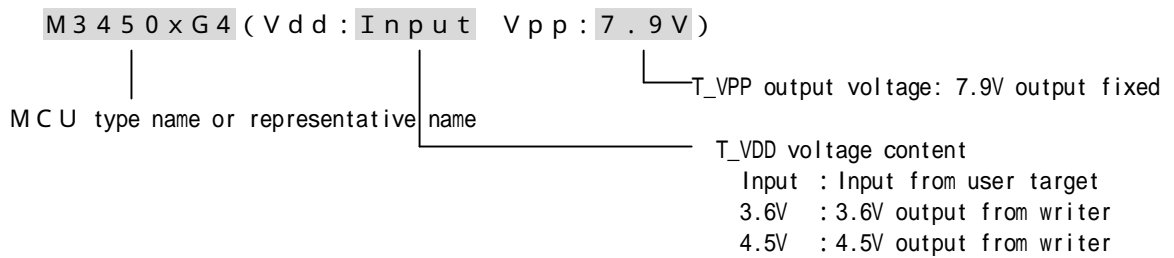 M3450xG4(Vdd:Input Vpp:7.9V)
T_VPP output voltage: 7.9V output fixed
MCU type name or representative name
T_VDD voltage content
Input : Input from user target
3.6V : 3.6V output from writer
4.5V : 4.5V output from writer